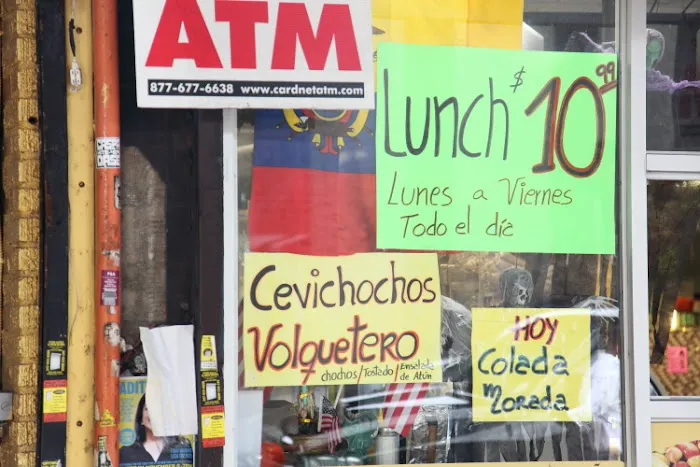 ATM
877-677-6638 www.cardnetatm.com
Lunch $10.99
Lunes a Viernes
Todo el día
Cevichochos
Volquetero
chochos/Tostado/Ensalada
de Atún
HOY
Colada
morada